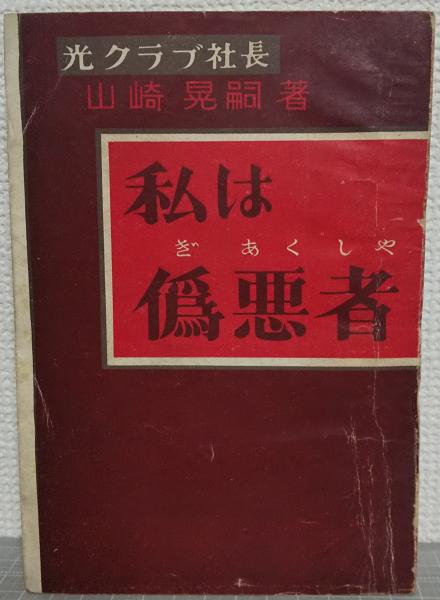 光クラブ社長
山崎晃嗣著
私は
ぎあくしや
偽悪者